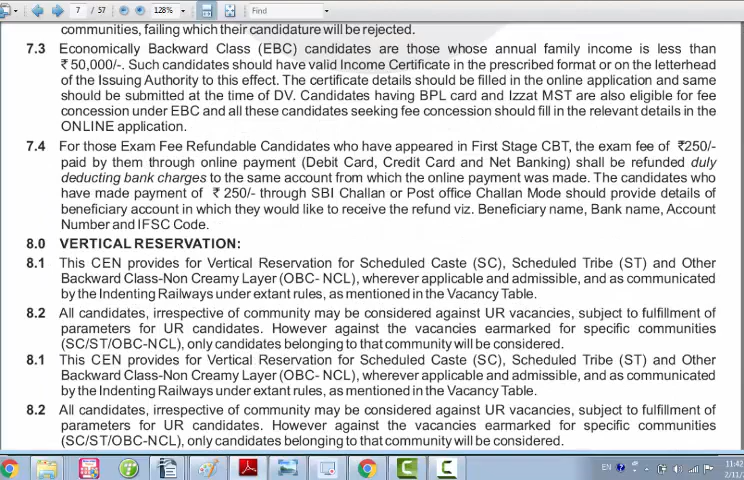 7 / 57
128%
Find
communities, failing which their candidature will be rejected.
7.3 Economically Backward Class (EBC) candidates are those whose annual family income is less than
₹ 50,000/-. Such candidates should have valid Income Certificate in the prescribed format or on the letterhead
of the Issuing Authority to this effect. The certificate details should be filled in the online application and same
should be submitted at the time of DV. Candidates having BPL card and Izzat MST are also eligible for fee
concession under EBC and all these candidates seeking fee concession should fill in the relevant details in the
ONLINE application.
7.4 For those Exam Fee Refundable Candidates who have appeared in First Stage CBT, the exam fee of ₹250/-
paid by them through online payment (Debit Card, Credit Card and Net Banking) shall be refunded duly
deducting bank charges to the same account from which the online payment was made. The candidates who
have made payment of ₹ 250/- through SBI Challan or Post office Challan Mode should provide details of
beneficiary account in which they would like to receive the refund viz. Beneficiary name, Bank name, Account
Number and IFSC Code.
8.0 VERTICAL RESERVATION:
8.1 This CEN provides for Vertical Reservation for Scheduled Caste (SC), Scheduled Tribe (ST) and Other
Backward Class-Non Creamy Layer (OBC- NCL), wherever applicable and admissible, and as communicated
by the Indenting Railways under extant rules, as mentioned in the Vacancy Table.
8.2 All candidates, irrespective of community may be considered against UR vacancies, subject to fulfillment of
parameters for UR candidates. However against the vacancies earmarked for specific communities
(SC/ST/OBC-NCL), only candidates belonging to that community will be considered.
8.1 This CEN provides for Vertical Reservation for Scheduled Caste (SC), Scheduled Tribe (ST) and Other
Backward Class-Non Creamy Layer (OBC- NCL), wherever applicable and admissible, and as communicated
by the Indenting Railways under extant rules, as mentioned in the Vacancy Table.
8.2 All candidates, irrespective of community may be considered against UR vacancies, subject to fulfillment of
parameters for UR candidates. However against the vacancies earmarked for specific communities
(SC/ST/OBC-NCL), only candidates belonging to that community will be considered.
EN
11:42
2/11/